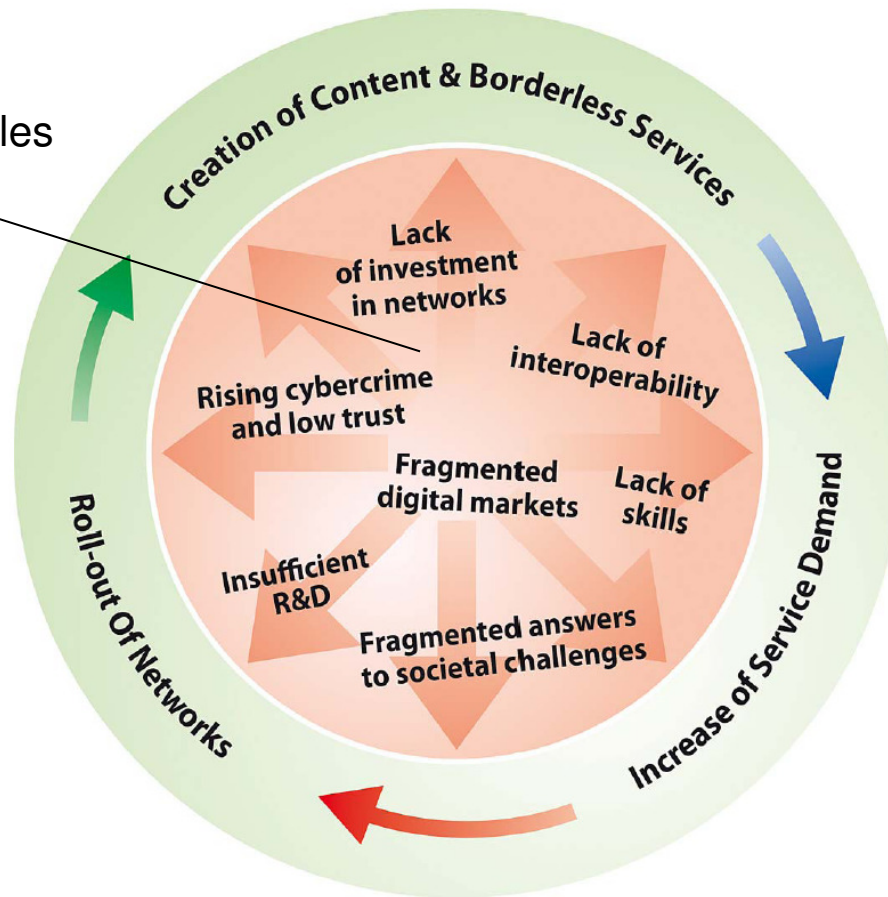 les
Creation of Content & Borderless Services
Lack
of investment
in networks
Lack of
interoperability
Rising cybercrime
and low trust
Fragmented
digital markets
Lack of
skills
Insufficient
R&D
Fragmented answers
to societal challenges
Roll-out Of Networks
Increase of Service Demand